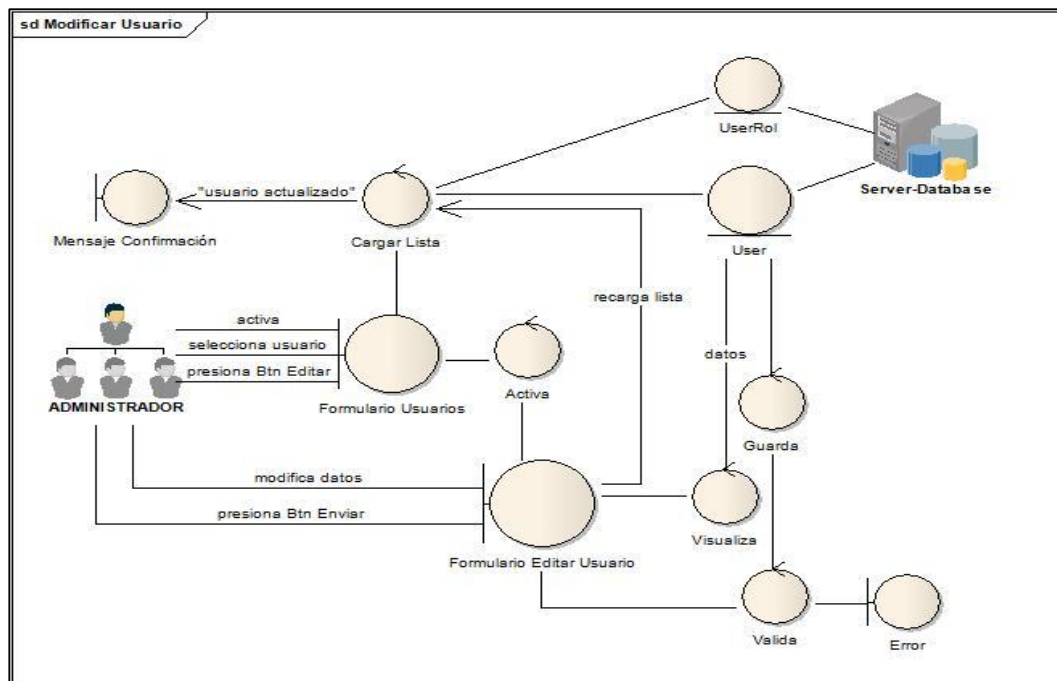 sd Modificar Usuario
UserRol
Server-Database
"usuario actualizado"
Mensaje Confirmación
Cargar Lista
User
recarga lista
activa
selecciona usuario
presiona Btn Editar
datos
ADMINISTRADOR
Formulario Usuarios
Activa
Guarda
modifica datos
presiona Btn Enviar
Visualiza
Formulario Editar Usuario
Valida
Error